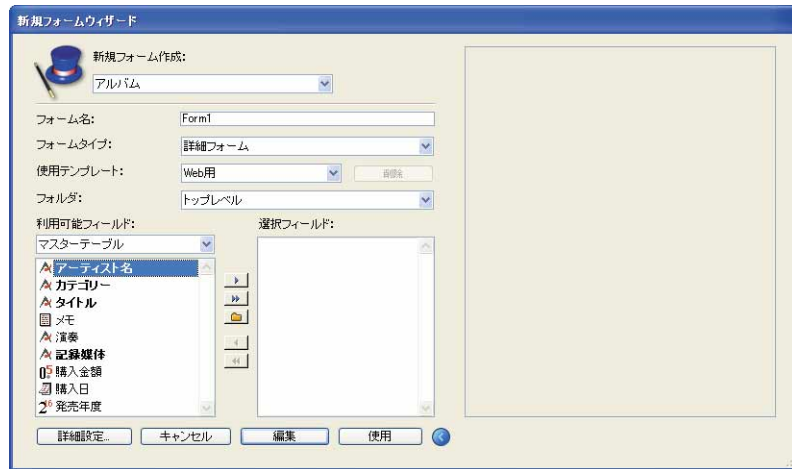 新規フォームウィザード
新規フォーム作成:
アルバム
フォーム名:
Form1
フォームタイプ:
詳細フォーム
使用テンプレート:
Web用
削除
フォルダ:
トップレベル
利用可能フィールド:
選択フィールド:
マスターテーブル
アーティスト名
カテゴリー
タイトル
メモ
演奏
記録媒体
購入金額
購入日
発売年度
詳細設定...
キャンセル
編集
使用